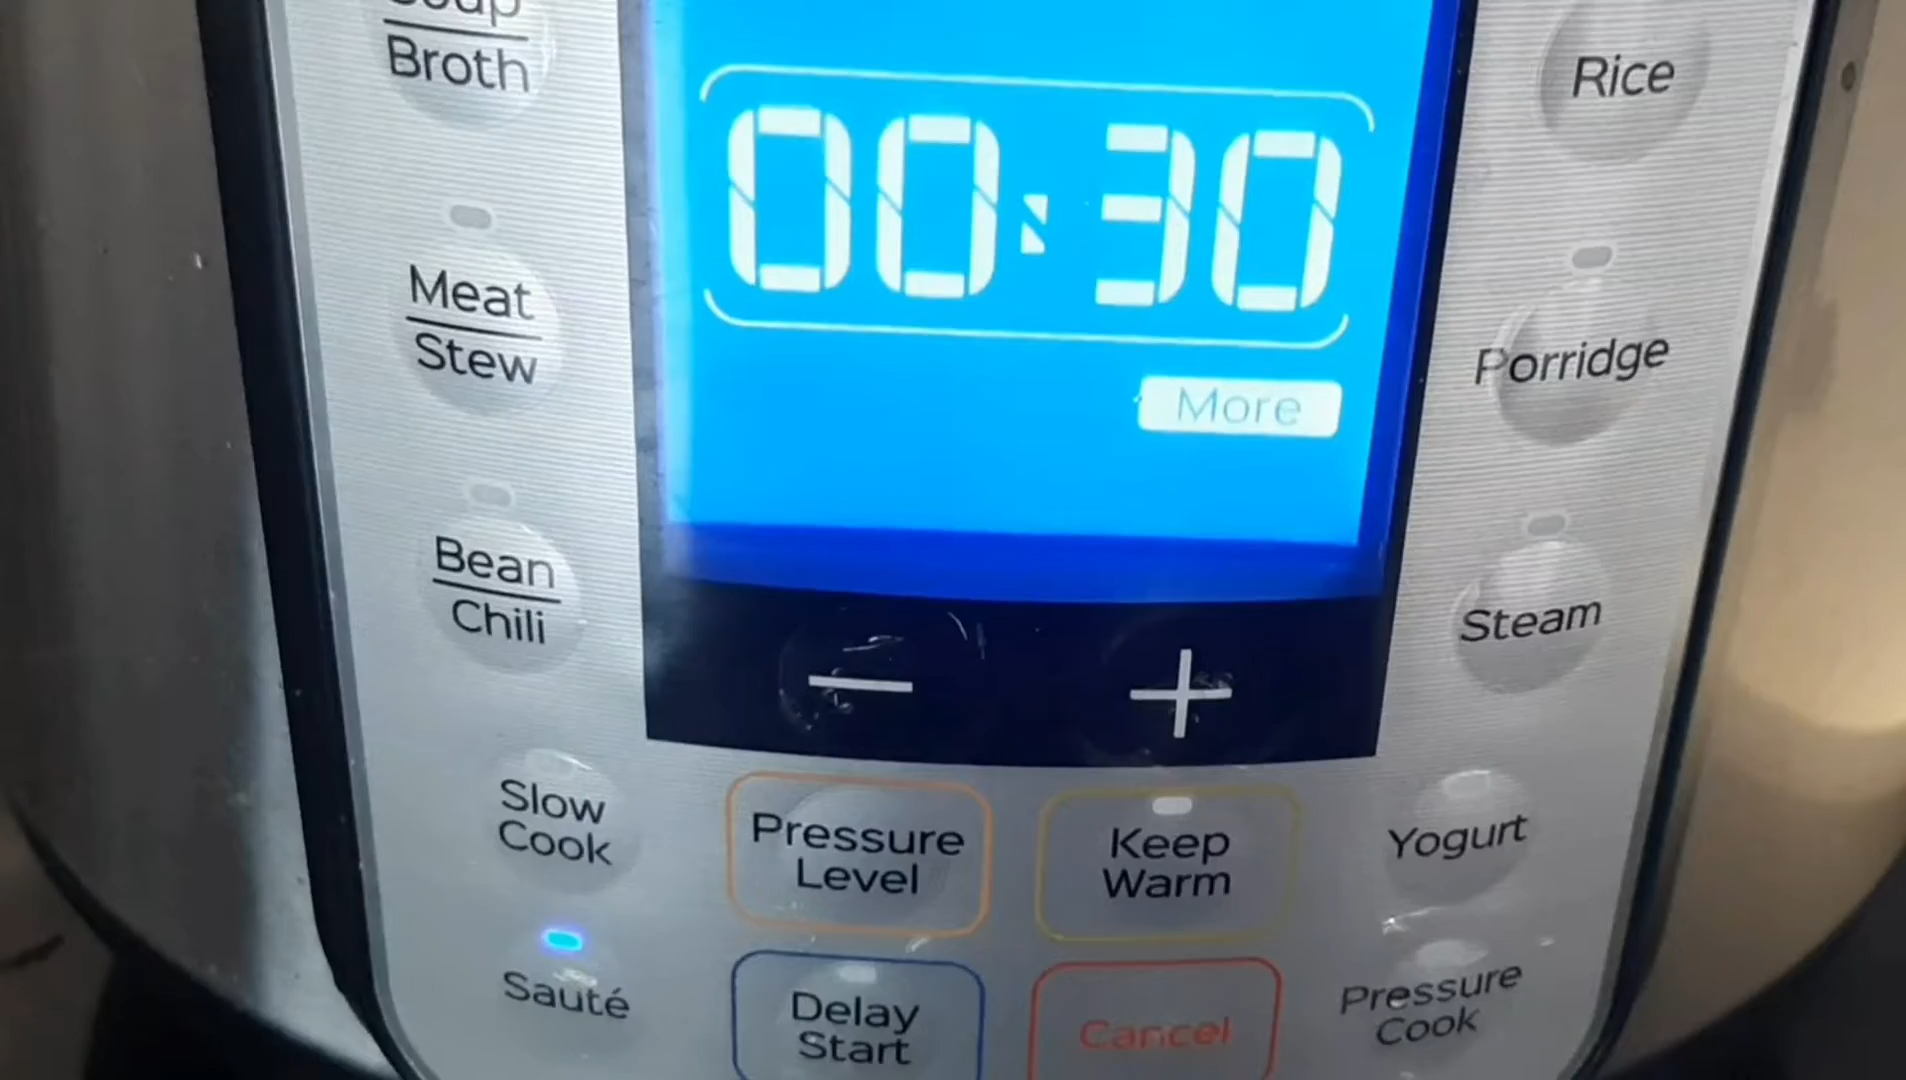 Soup
Broth
Rice
00:30
Meat
Stew
More
Porridge
Bean
Chili
Steam
Slow
Cook
Pressure
Level
Keep
Warm
Yogurt
Sauté
Delay
Start
Cancel
Pressure
Cook